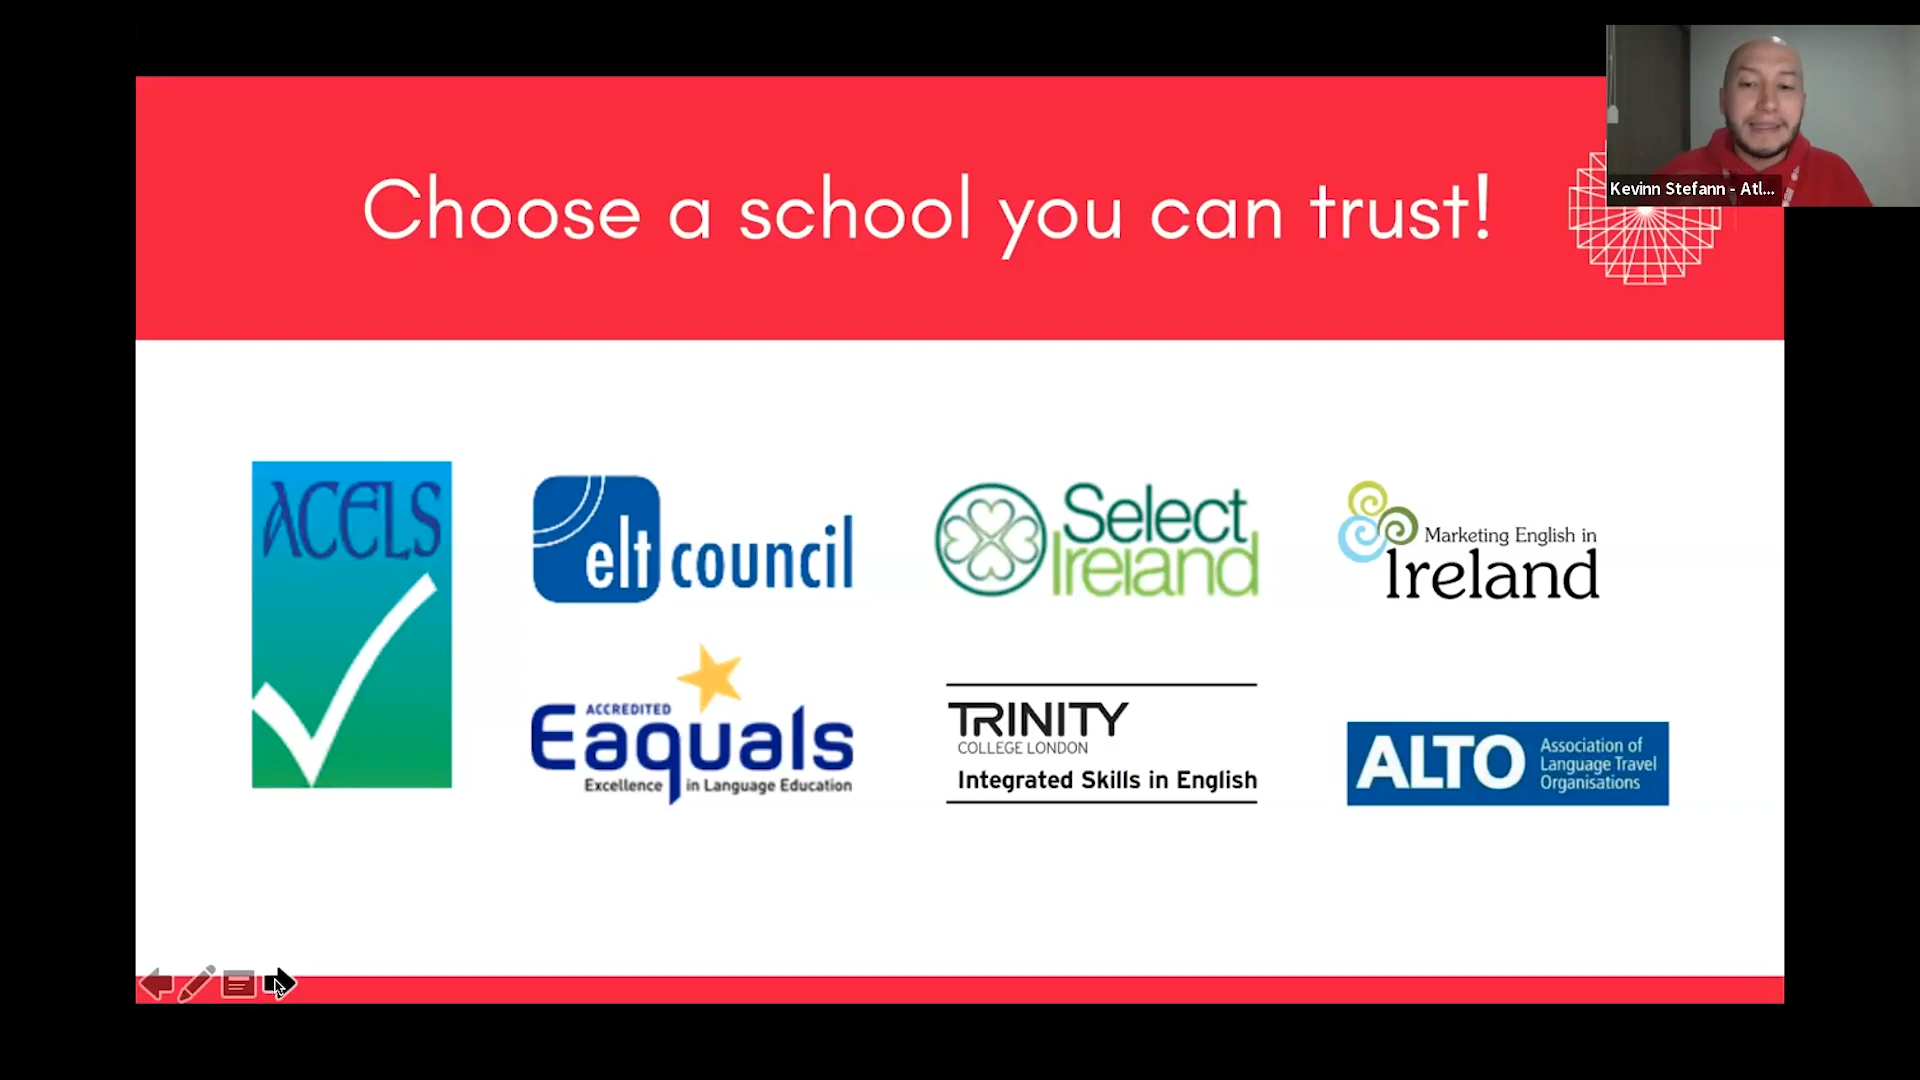 Choose a school you can trust!
Kevinn Stefann - Atl...
ACELS
elt council
Select
Ireland
Marketing English in
Ireland
ACCREDITED
Eaquals
Excellence in Language Education
TRINITY
COLLEGE LONDON
Integrated Skills in English
ALTO
Association of
Language Travel
Organisations